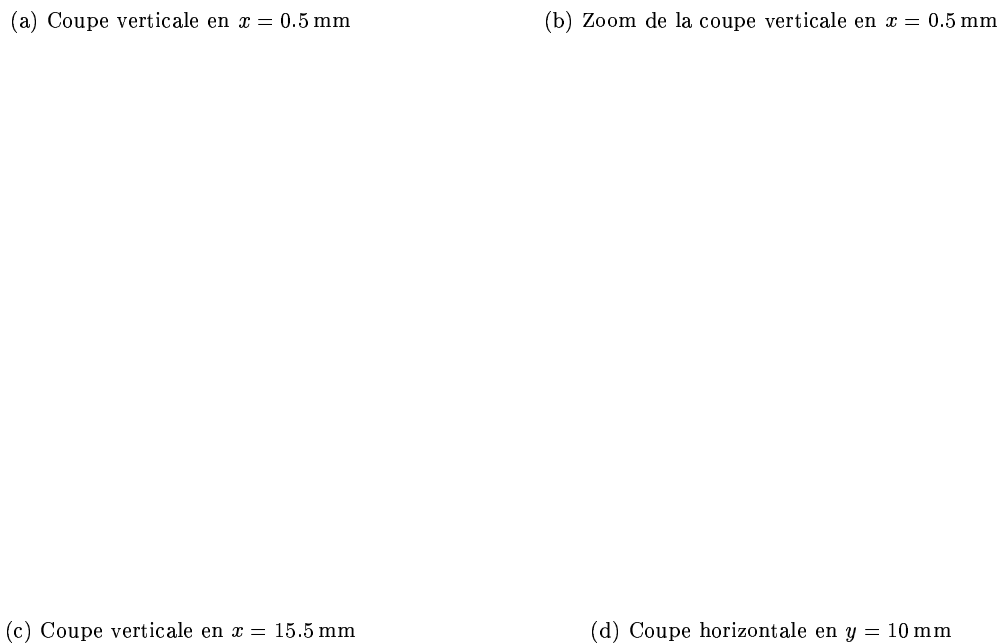 (a) Coupe verticale en x = 0.5 mm
(b) Zoom de la coupe verticale en x = 0.5 mm
(c) Coupe verticale en x = 15.5 mm
(d) Coupe horizontale en y = 10 mm